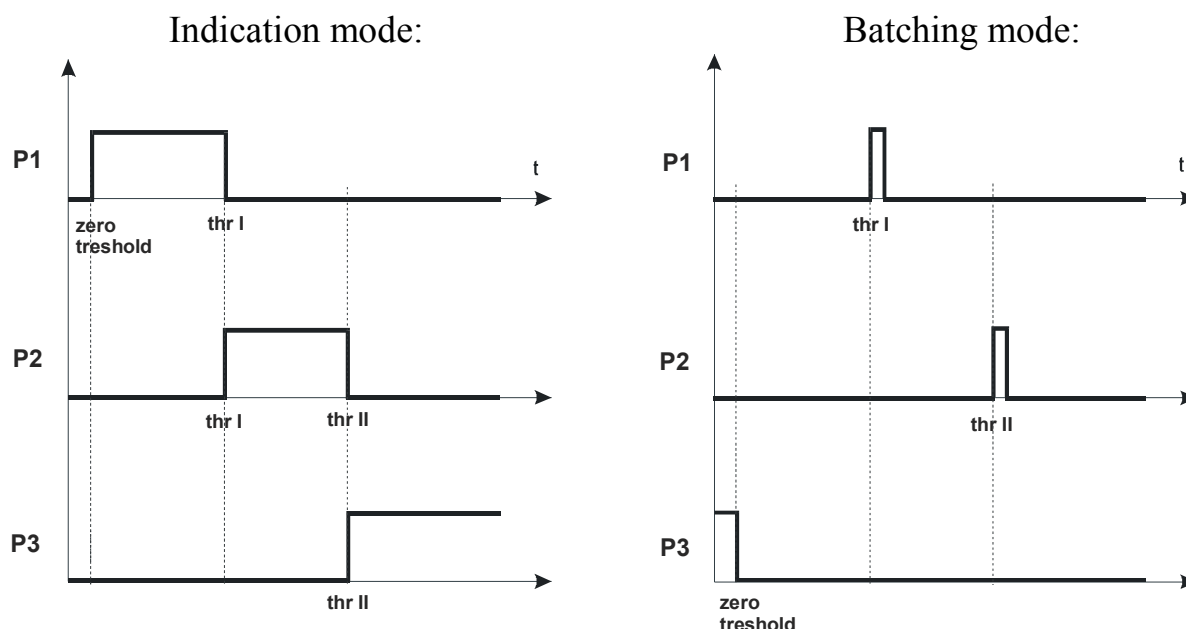 Indication mode:
P1
t
zero
treshold
thr I
P2
thr I
thr II
P3
thr II
Batching mode:
P1
t
thr I
P2
thr II
P3
zero
treshold